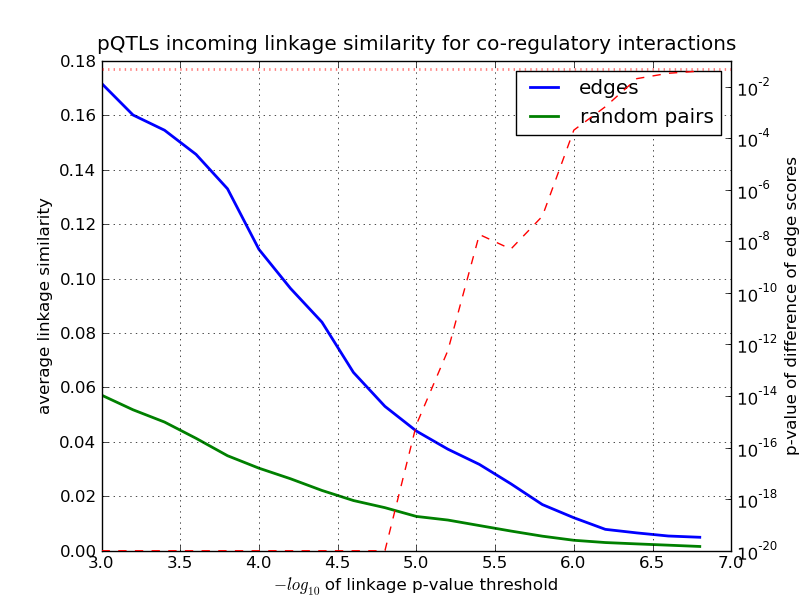 pQTLs incoming linkage similarity for co-regulatory interactions
0.18
0.16
0.14
0.12
0.10
0.08
0.06
0.04
0.02
0.00
average linkage similarity
edges
random pairs
10^-2
10^-4
10^-6
10^-8
10^-10
10^-12
10^-14
10^-16
10^-18
10^-20
p-value of difference of edge scores
3.0 3.5 4.0 4.5 5.0 5.5 6.0 6.5 7.0
−log_10 of linkage p-value threshold